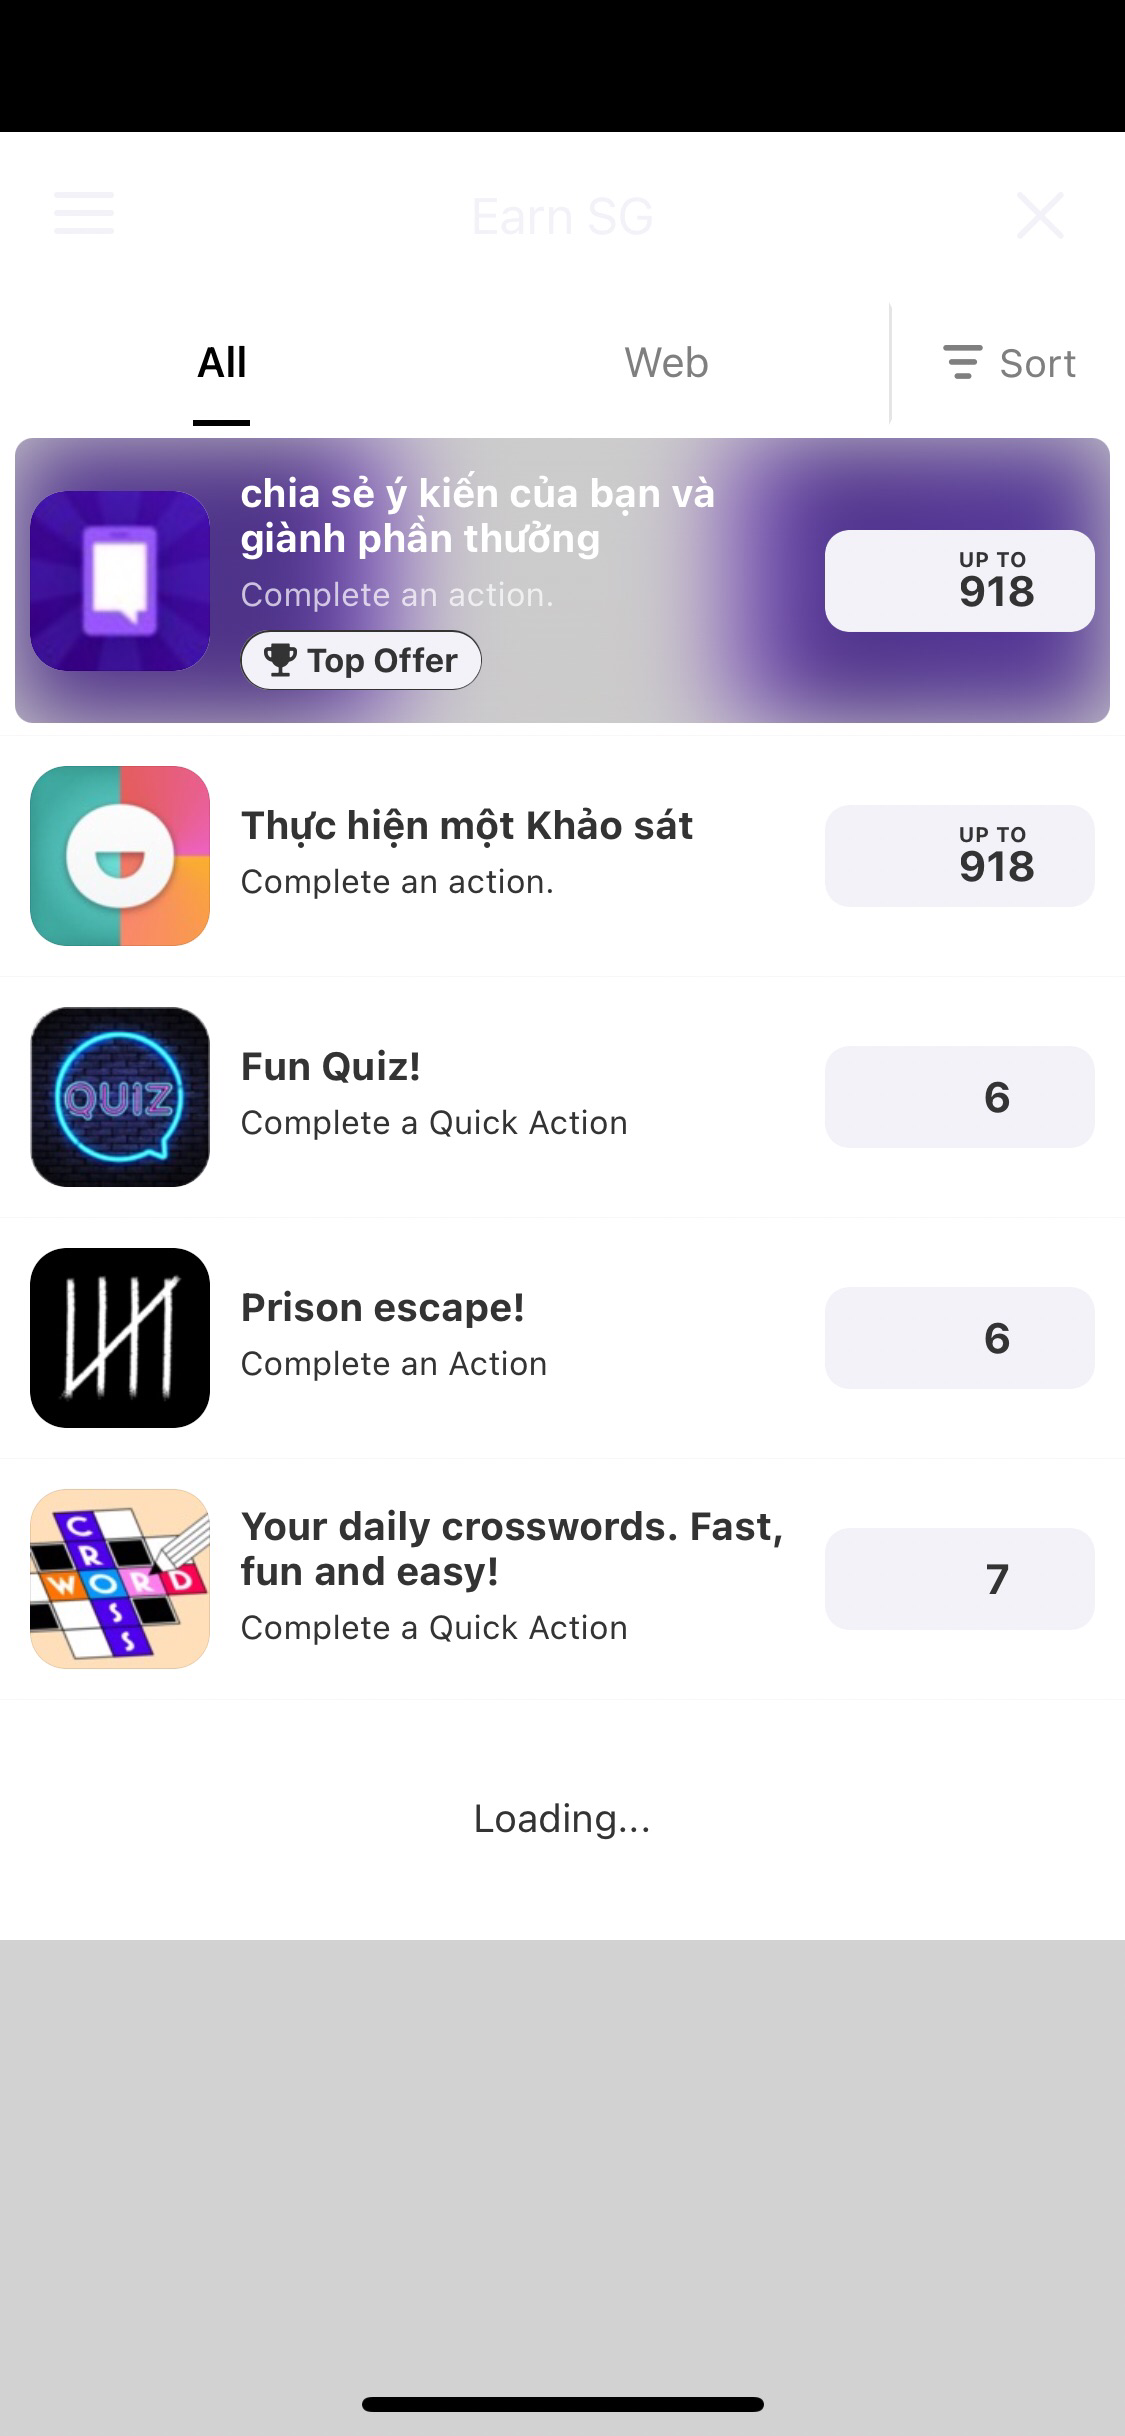 Earn SG
All
Web
Sort
chia sẻ ý kiến của bạn và
giành phần thưởng
Complete an action.
Top Offer
UP TO
918
Thực hiện một Khảo sát
Complete an action.
UP TO
918
QUIZ
Fun Quiz!
Complete a Quick Action
6
Prison escape!
Complete an Action
6
CROSS
WORD
Your daily crosswords. Fast,
fun and easy!
Complete a Quick Action
7
Loading...